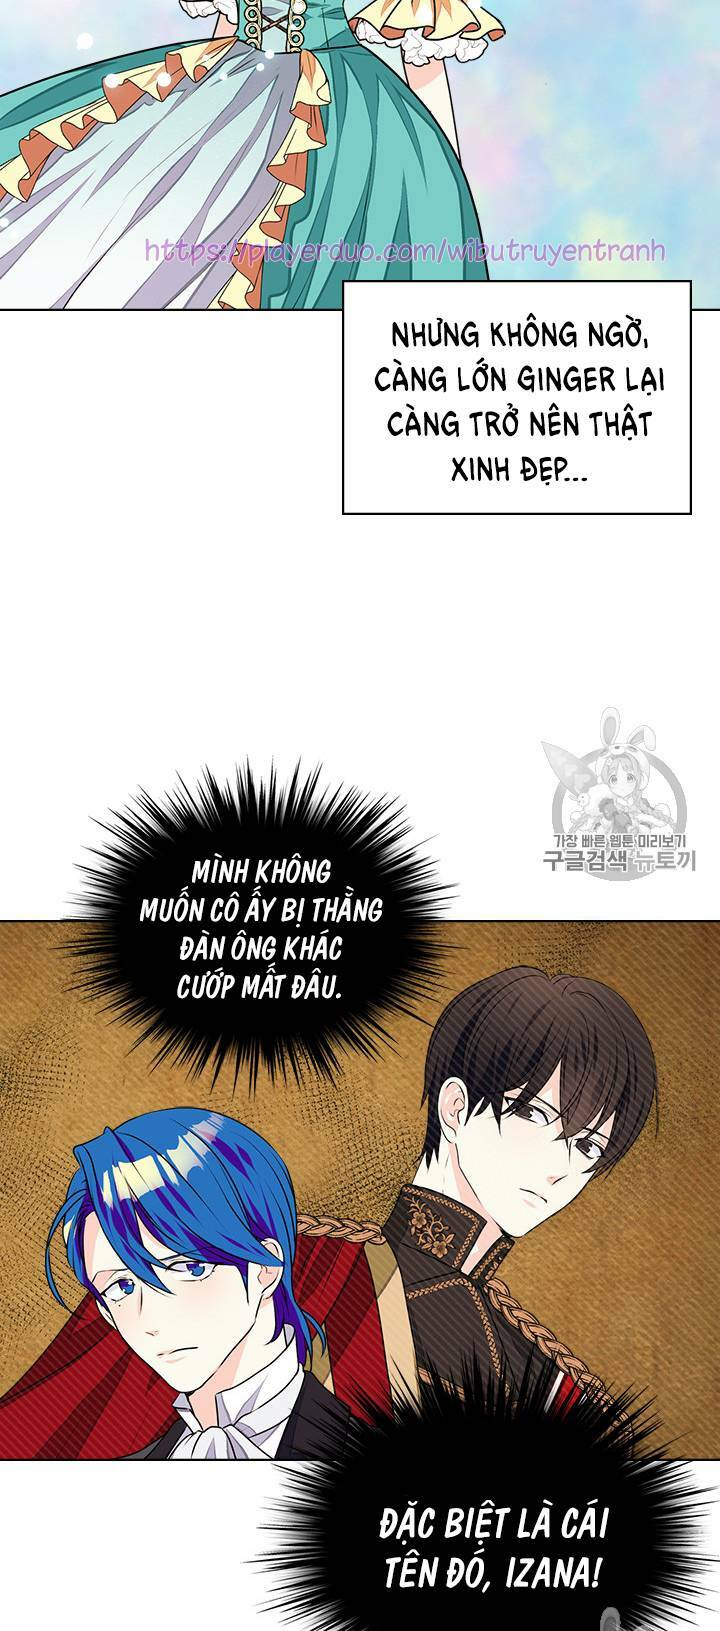 https://playerduo.com/wibutruyentranh
NHƯNG KHÔNG NGỜ,
CÀNG LỚN GINGER LẠI
CÀNG TRỞ NÊN THẬT
XINH ĐẸP...
가장 빠른 웹툰 미리보기
구글검색 뉴토끼
MÌNH KHÔNG
MUỐN CÔ ẤY BỊ THẰNG
ĐÀN ÔNG KHÁC
CƯỚP MẤT ĐÂU.
ĐẶC BIỆT LÀ CÁI
TÊN ĐÓ, IZANA!